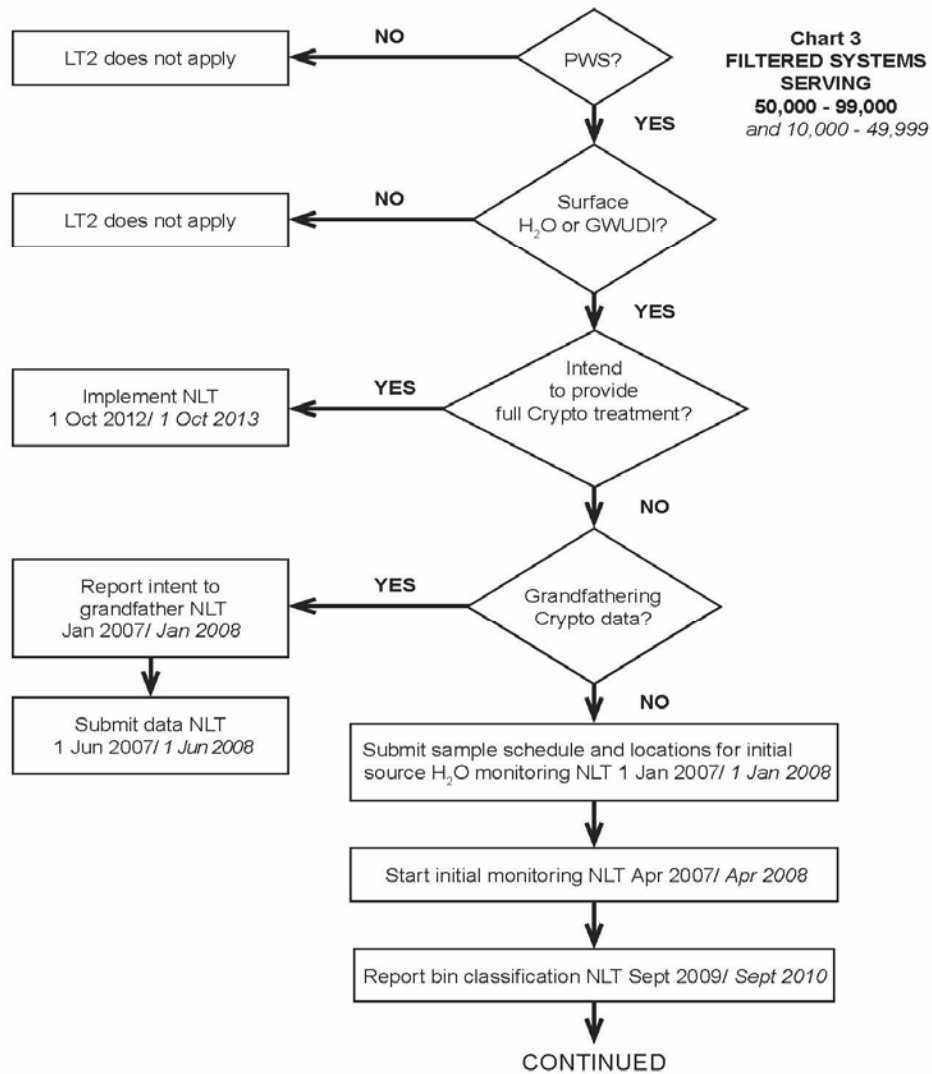 Chart 3
FILTERED SYSTEMS
SERVING
50,000 - 99,000
and 10,000 - 49,999
PWS?
NO
LT2 does not apply
YES
Surface
H₂O or GWUDI?
NO
LT2 does not apply
YES
Intend
to provide
full Crypto treatment?
YES
Implement NLT
1 Oct 2012/ 1 Oct 2013
NO
Grandfathering
Crypto data?
YES
Report intent to
grandfather NLT
Jan 2007/ Jan 2008
Submit data NLT
1 Jun 2007/ 1 Jun 2008
NO
Submit sample schedule and locations for initial
source H₂O monitoring NLT 1 Jan 2007/ 1 Jan 2008
Start initial monitoring NLT Apr 2007/ Apr 2008
Report bin classification NLT Sept 2009/ Sept 2010
CONTINUED